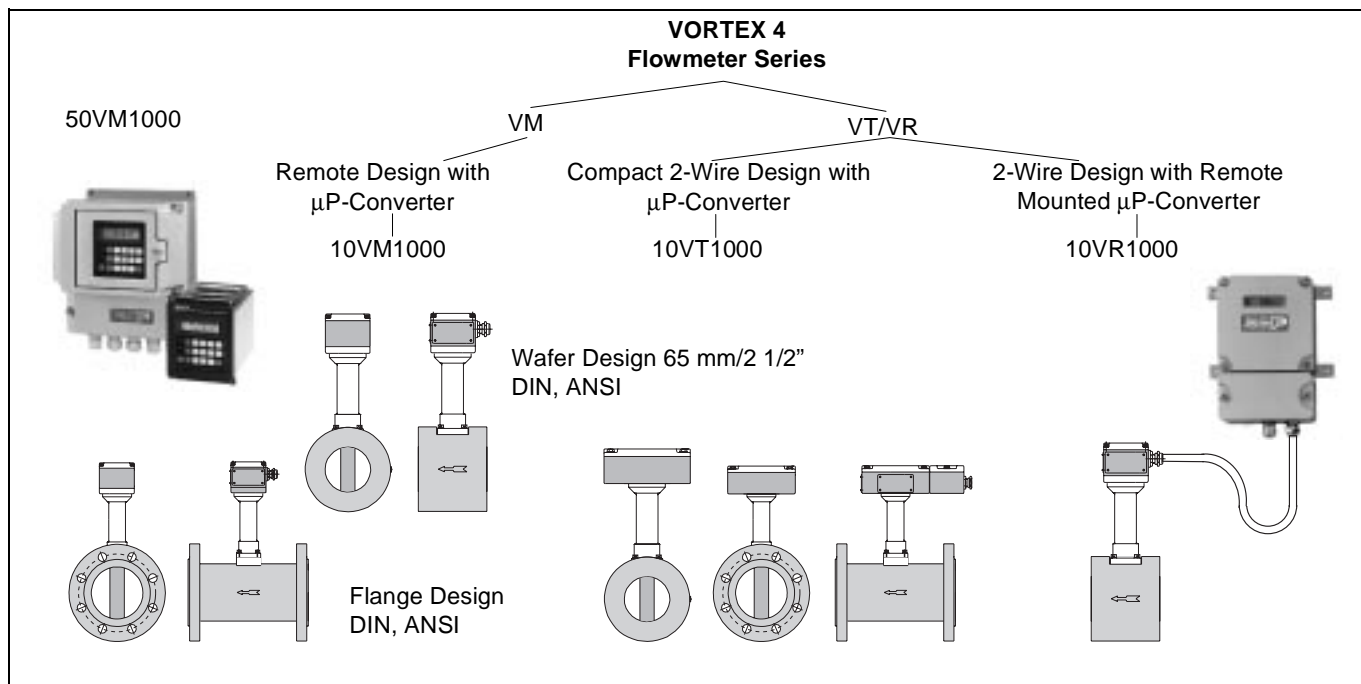 VORTEX 4
Flowmeter Series
50VM1000
VM
VT/VR
Remote Design with
µP-Converter
10VM1000
Compact 2-Wire Design with
µP-Converter
10VT1000
2-Wire Design with Remote
Mounted µP-Converter
10VR1000
Wafer Design 65 mm/2 1/2”
DIN, ANSI
Flange Design
DIN, ANSI